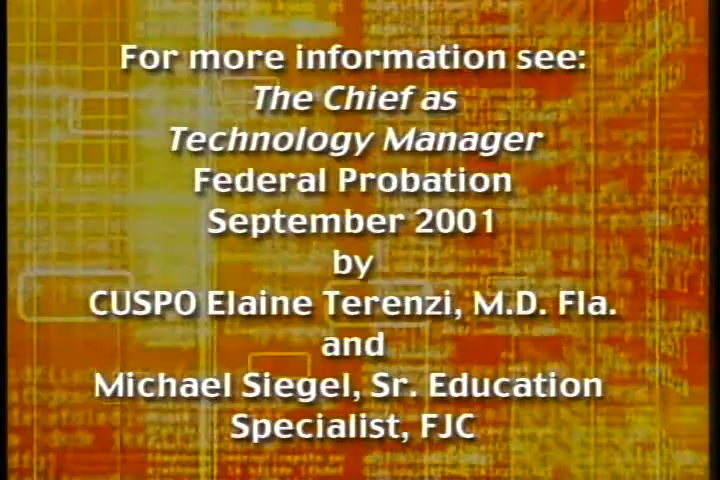 For more information see:
The Chief as
Technology Manager
Federal Probation
September 2001
by
CUSPO Elaine Terenzi, M.D. Fla.
and
Michael Siegel, Sr. Education
Specialist, FJC